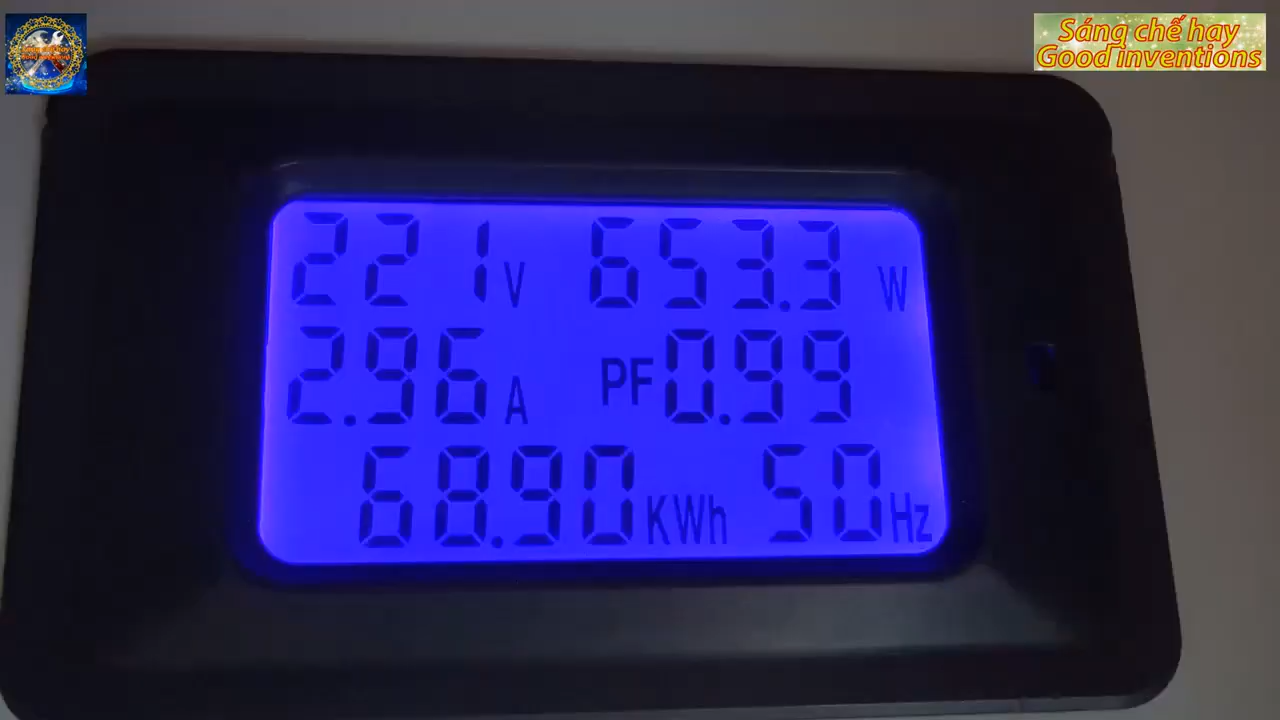 Sáng chế hay
Good inventions
221 V 653.3 W
2.96 A PF 0.99
68.90 KWh 50 Hz